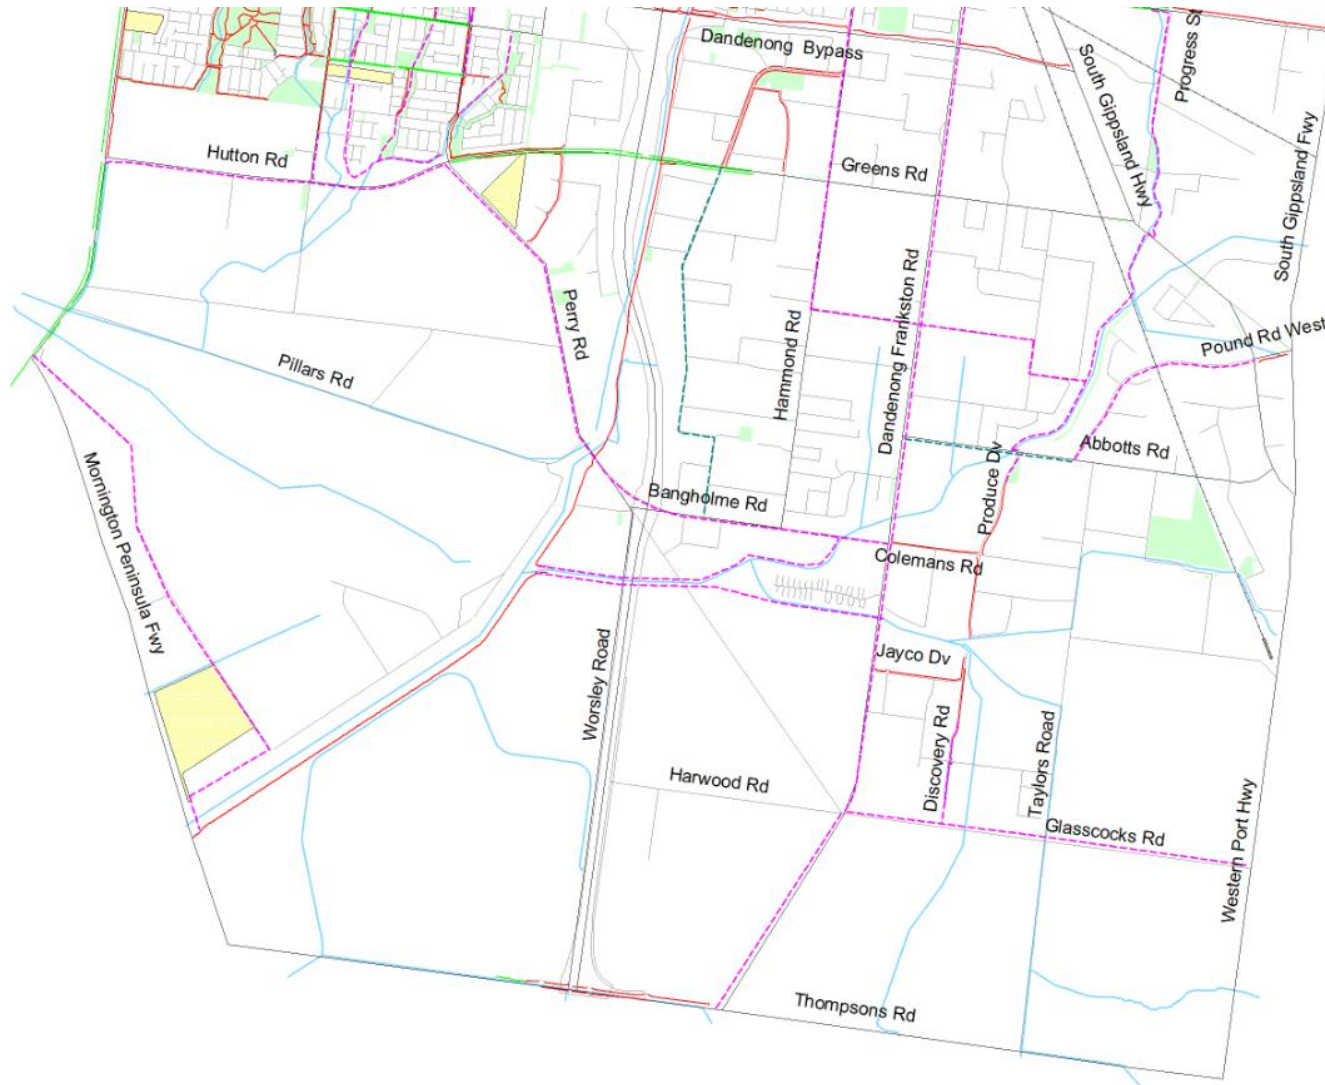 Dandenong Bypass
South Gippsland Hwy
Progress St
South Gippsland Fwy
Hutton Rd
Greens Rd
Perry Rd
Pillars Rd
Hammond Rd
Dandenong Frankston Rd
Pound Rd West
Abbotts Rd
Produce Dv
Mornington Peninsula Fwy
Bangholme Rd
Colemans Rd
Worsley Road
Jayco Dv
Discovery Rd
Taylors Road
Harwood Rd
Glasscocks Rd
Western Port Hwy
Thompsons Rd